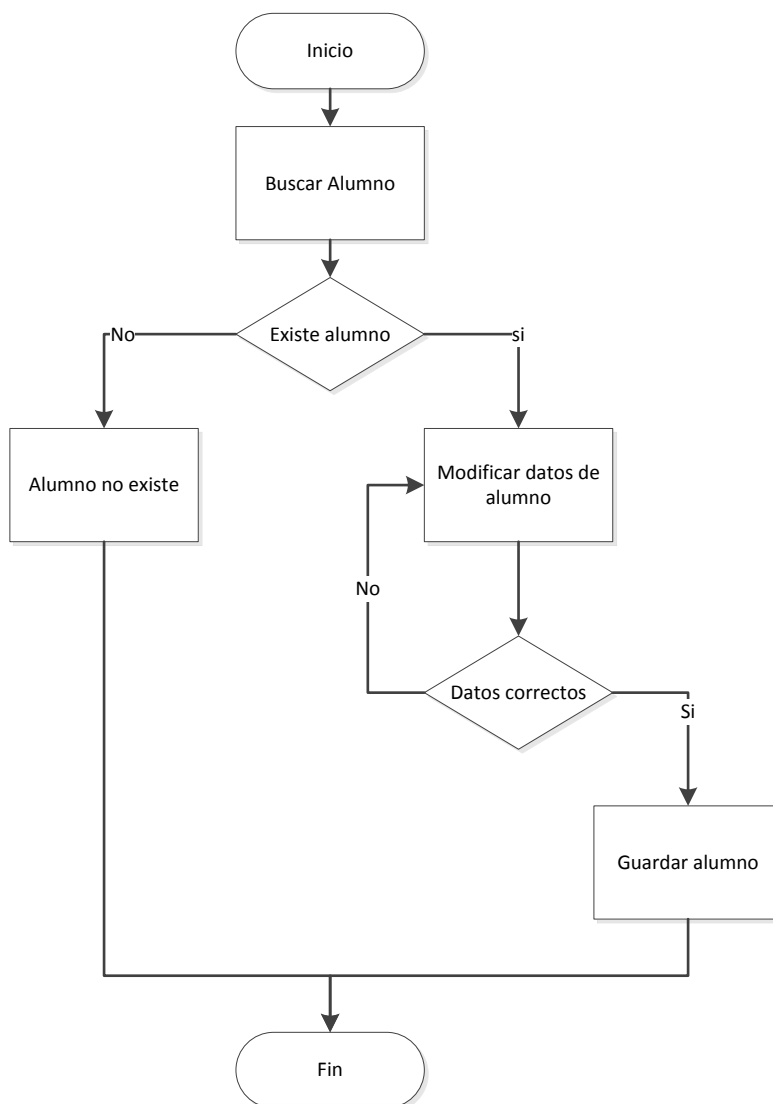 Inicio
Buscar Alumno
Existe alumno
No
si
Alumno no existe
Modificar datos de
alumno
No
Datos correctos
Si
Guardar alumno
Fin